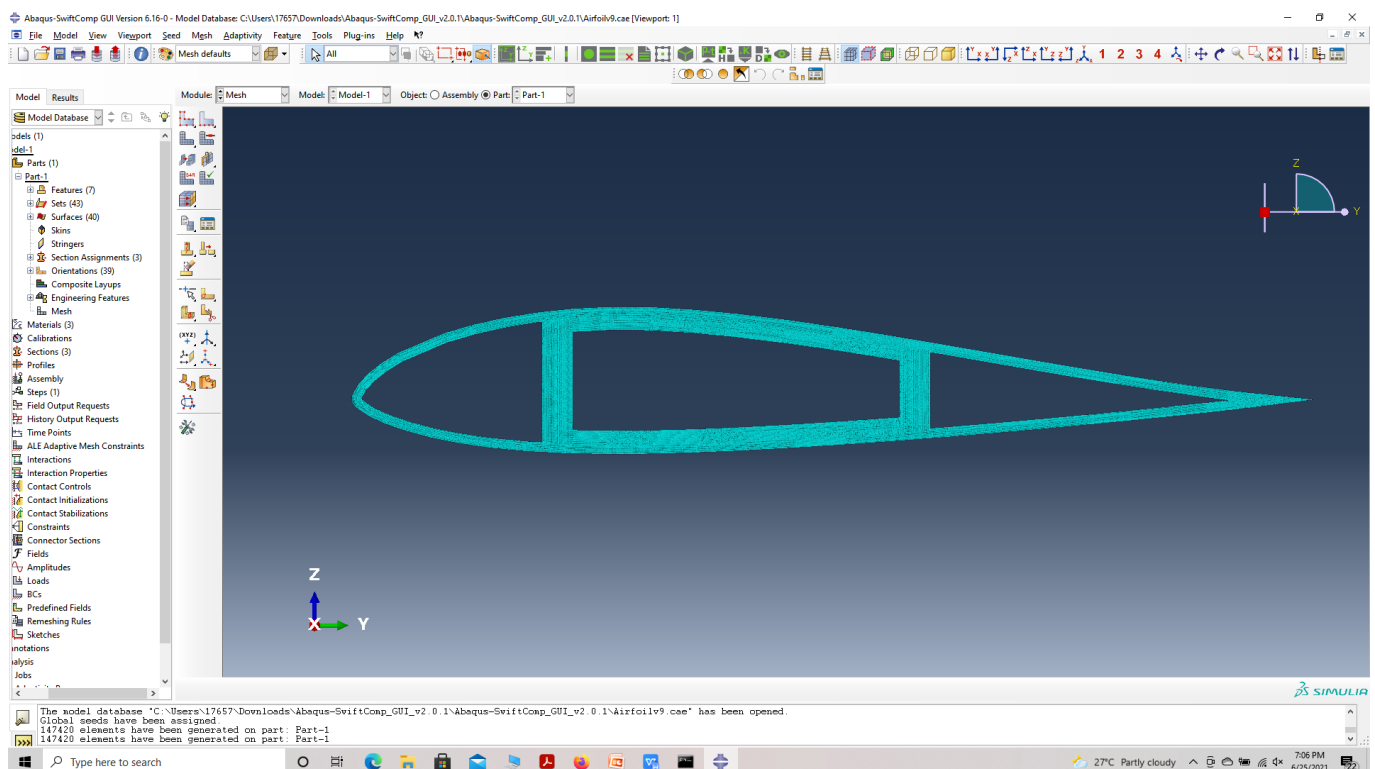 Abaqus-SwiftComp GUI Version 6.16-0 - Model Database: C:\Users\17657\Downloads\Abaqus-SwiftComp_GUI_v2.0.1\Abaqus-SwiftComp_GUI_v2.0.1\Airfoilv9.cae [Viewport: 1]
File Model View Viewport Seed Mesh Adaptivity Feature Tools Plug-ins Help
Mesh defaults All 1 2 3 4
Model Results Module: Mesh Model: Model-1 Object: Assembly Part: Part-1
Model Database
odels (1)
del-1
Parts (1)
Part-1
Features (7)
Sets (43)
Surfaces (40)
Skins
Stringers
Section Assignments (3)
Orientations (39)
Composite Layups
Engineering Features
Mesh
Materials (3)
Calibrations
Sections (3)
Profiles
Assembly
Steps (1)
Field Output Requests
History Output Requests
Time Points
ALE Adaptive Mesh Constraints
Interactions
Interaction Properties
Contact Controls
Contact Initializations
Contact Stabilizations
Constraints
Connector Sections
Fields
Amplitudes
Loads
BCs
Predefined Fields
Remeshing Rules
Sketches
nnotations
alysis
Jobs
(XYZ)
Z
X Y
Z
X Y
SIMULIA
The model database "C:\Users\17657\Downloads\Abaqus-SwiftComp_GUI_v2.0.1\Abaqus-SwiftComp_GUI_v2.0.1\Airfoilv9.cae" has been opened.
Global seeds have been assigned.
147420 elements have been generated on part: Part-1
147420 elements have been generated on part: Part-1
Type here to search 27°C Partly cloudy 7:06 PM
6/25/2021